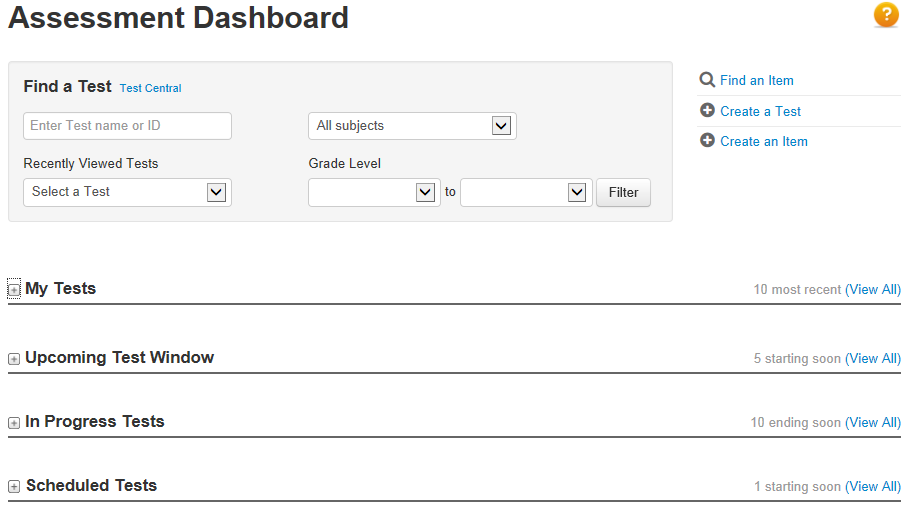 Assessment Dashboard
?
Find a Test Test Central
Enter Test name or ID
All subjects
Recently Viewed Tests
Grade Level
Select a Test
to
Filter
Find an Item
Create a Test
Create an Item
My Tests 10 most recent (View All)
Upcoming Test Window 5 starting soon (View All)
In Progress Tests 10 ending soon (View All)
Scheduled Tests 1 starting soon (View All)